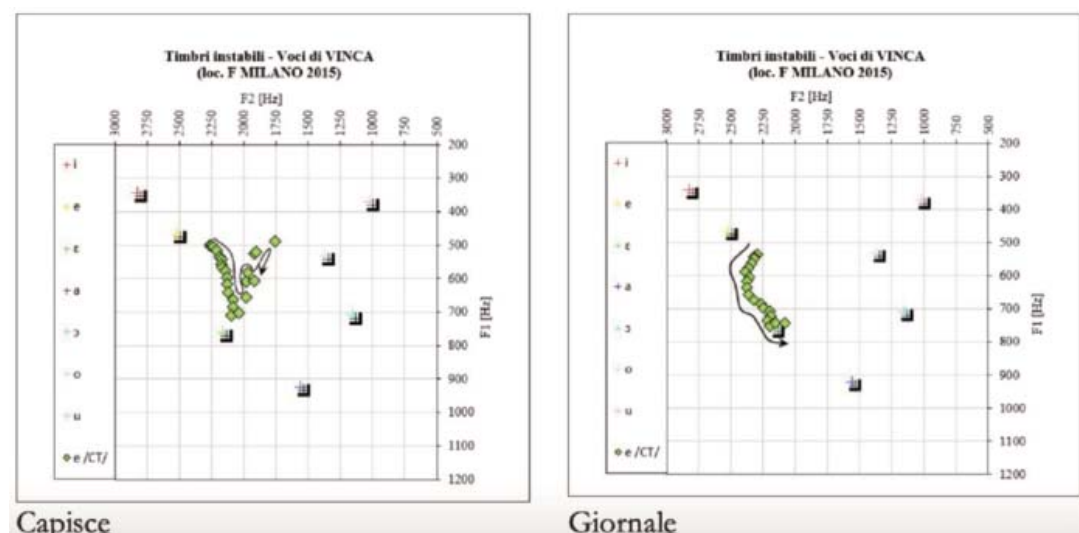 Timbri instabili - Voci di VINCA
(loc. F MILANO 2015)
F2 [Hz]
3000 2750 2500 2250 2000 1750 1500 1250 1000 750 500
200
300
400
500
600
700
800
900
1000
1100
1200
F1 [Hz]
i
e
ɛ
a
ɔ
o
u
e /CT/
Capisce
Timbri instabili - Voci di VINCA
(loc. F MILANO 2015)
F2 [Hz]
3000 2750 2500 2250 2000 1750 1500 1250 1000 750 500
200
300
400
500
600
700
800
900
1000
1100
1200
F1 [Hz]
i
e
ɛ
a
ɔ
o
u
e /CT/
Giornale